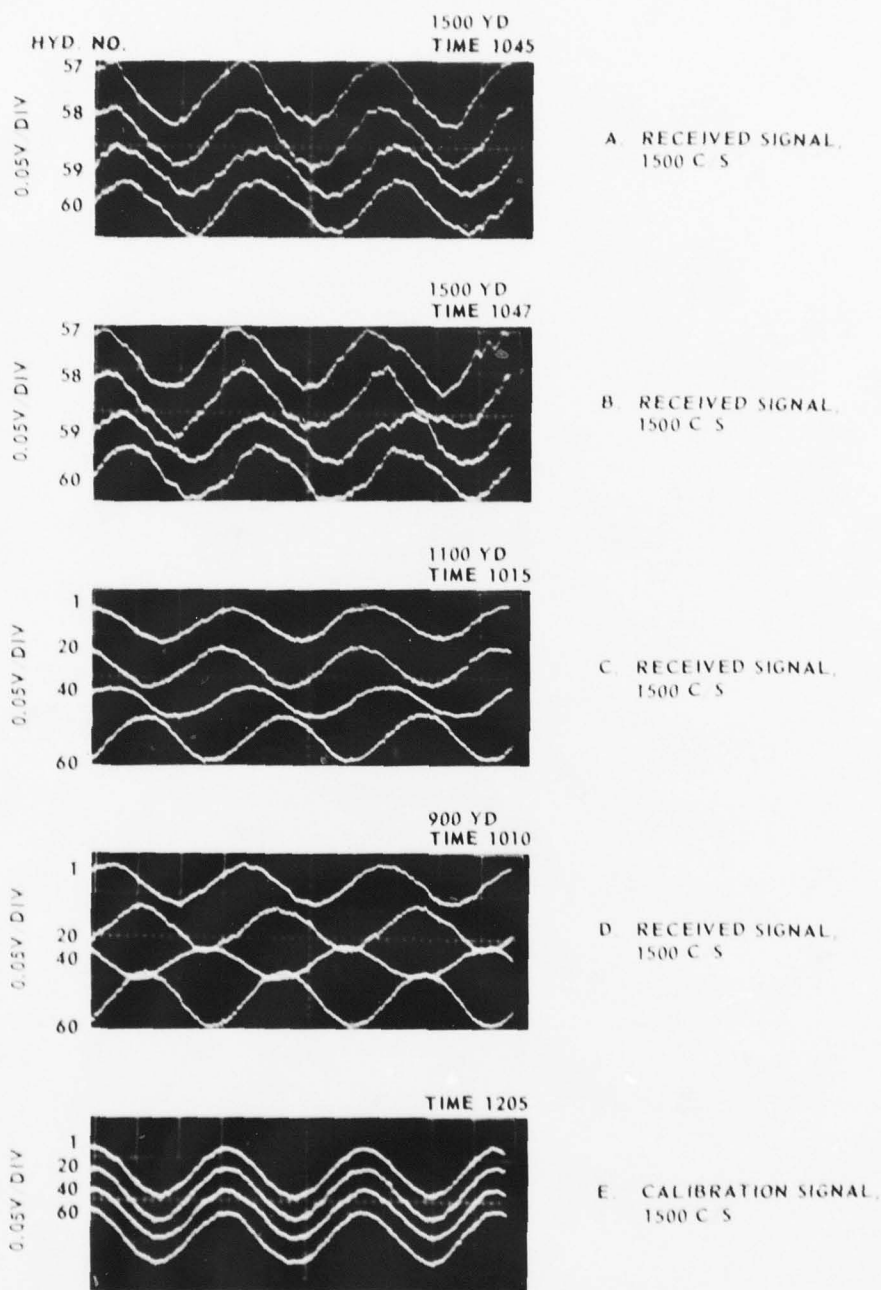 1500 YD
HYD. NO. TIME 1045
57
58
59
60
0.05V DIV
A. RECEIVED SIGNAL,
1500 C S
1500 YD
TIME 1047
57
58
59
60
0.05V DIV
B. RECEIVED SIGNAL,
1500 C S
1100 YD
TIME 1015
1
20
40
60
0.05V DIV
C. RECEIVED SIGNAL,
1500 C S
900 YD
TIME 1010
1
20
40
60
0.05V DIV
D. RECEIVED SIGNAL,
1500 C S
TIME 1205
1
20
40
60
0.05V DIV
E. CALIBRATION SIGNAL,
1500 C S